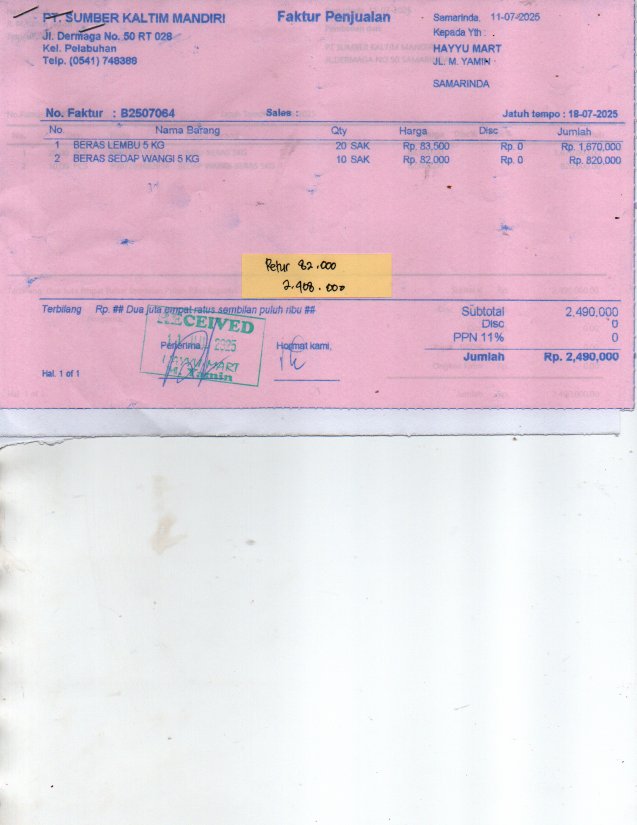 PT. SUMBER KALTIM MANDIRI
Jl. Dermaga No. 50 RT 028
Kel. Pelabuhan
Telp. (0541) 748388
Faktur Penjualan
Samarinda, 11-07-2025
Kepada Yth :
HAYYU MART
JL. M. YAMIN
SAMARINDA
No. Faktur : B2507064 Sales : Jatuh tempo : 18-07-2025
No. Nama Barang Qty Harga Disc Jumlah
1 BERAS LEMBU 5 KG 20 SAK Rp. 83,500 Rp. 0 Rp. 1,670,000
2 BERAS SEDAP WANGI 5 KG 10 SAK Rp. 82,000 Rp. 0 Rp. 820,000
Retur 82.000
2.408.000
Terbilang Rp. ## Dua juta empat ratus sembilan puluh ribu ##
Subtotal 2,490,000
Disc 0
PPN 11% 0
Jumlah Rp. 2,490,000
RECEIVED
Penerima, 2025
HAYYU MART
Yamin
Hormat kami,
Hal. 1 of 1